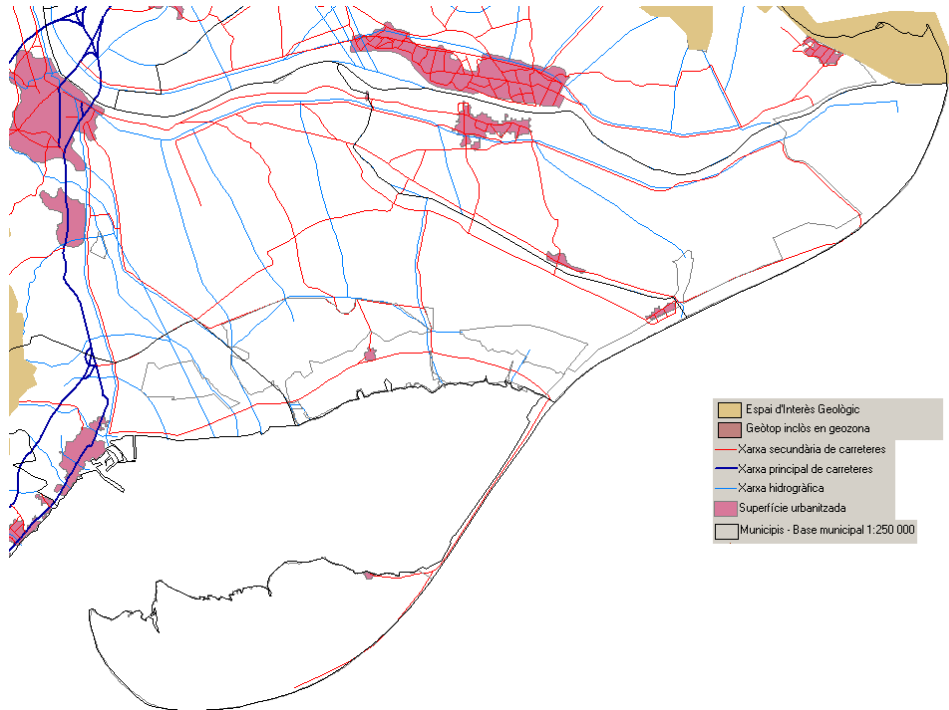 Espai d'Interès Geològic
Geòtop inclòs en geozona
Xarxa secundària de carreteres
Xarxa principal de carreteres
Xarxa hidrogràfica
Superfície urbanitzada
Municipis - Base municipal 1:250 000